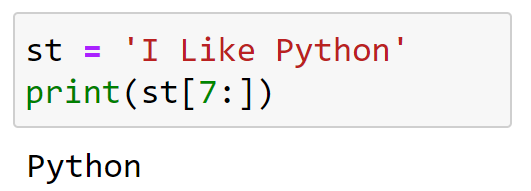 st = 'I Like Python'
print(st[7:])
Python